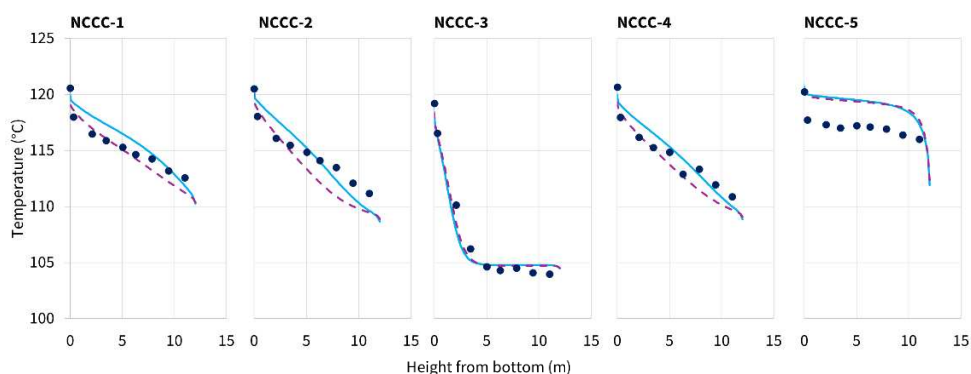 NCCC-1 NCCC-2 NCCC-3 NCCC-4 NCCC-5
125
120
115
110
105
100
0 5 10 15 0 5 10 15 0 5 10 15 0 5 10 15 0 5 10 15
Temperature (°C)
Height from bottom (m)